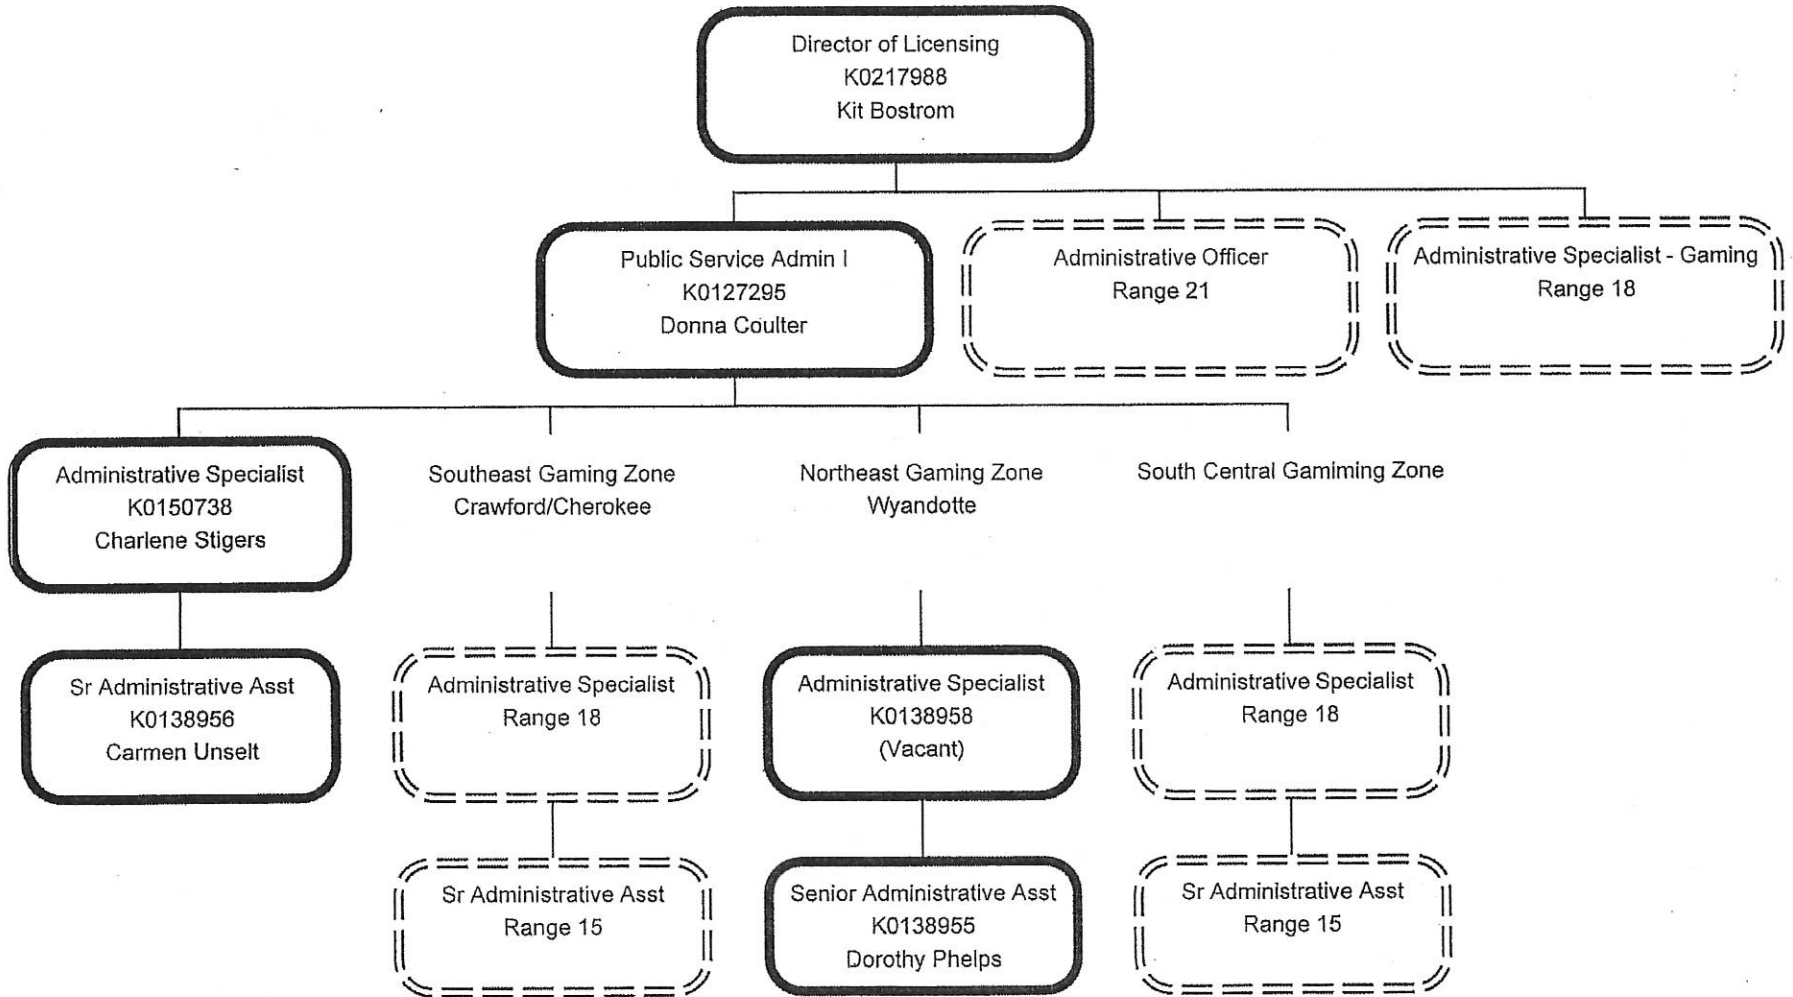 Director of Licensing
K0217988
Kit Bostrom
Public Service Admin I
K0127295
Donna Coulter
Administrative Officer
Range 21
Administrative Specialist - Gaming
Range 18
Administrative Specialist
K0150738
Charlene Stigers
Southeast Gaming Zone
Crawford/Cherokee
Northeast Gaming Zone
Wyandotte
South Central Gamiming Zone
Sr Administrative Asst
K0138956
Carmen Unselt
Administrative Specialist
Range 18
Administrative Specialist
K0138958
(Vacant)
Administrative Specialist
Range 18
Sr Administrative Asst
Range 15
Senior Administrative Asst
K0138955
Dorothy Phelps
Sr Administrative Asst
Range 15